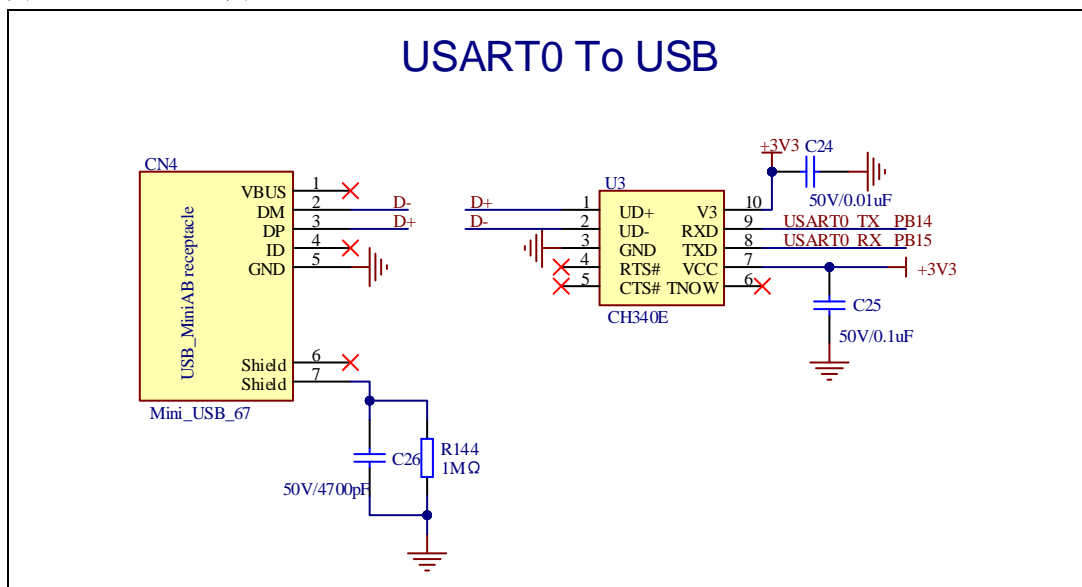 USART0 To USB
CN4
VBUS 1
DM 2 D-
DP 3 D+
ID 4
GND 5
Shield 6
Shield 7
USB_MiniAB receptacle
Mini_USB_67
C26
50V/4700pF
R144
1MΩ
U3
D+ 1 UD+
D- 2 UD-
3 GND
4 RTS#
5 CTS#
V3 10
RXD 9 USART0_TX_PB14
TXD 8 USART0_RX_PB15
VCC 7
TNOW 6
CH340E
+3V3
C24
50V/0.01uF
+3V3
C25
50V/0.1uF